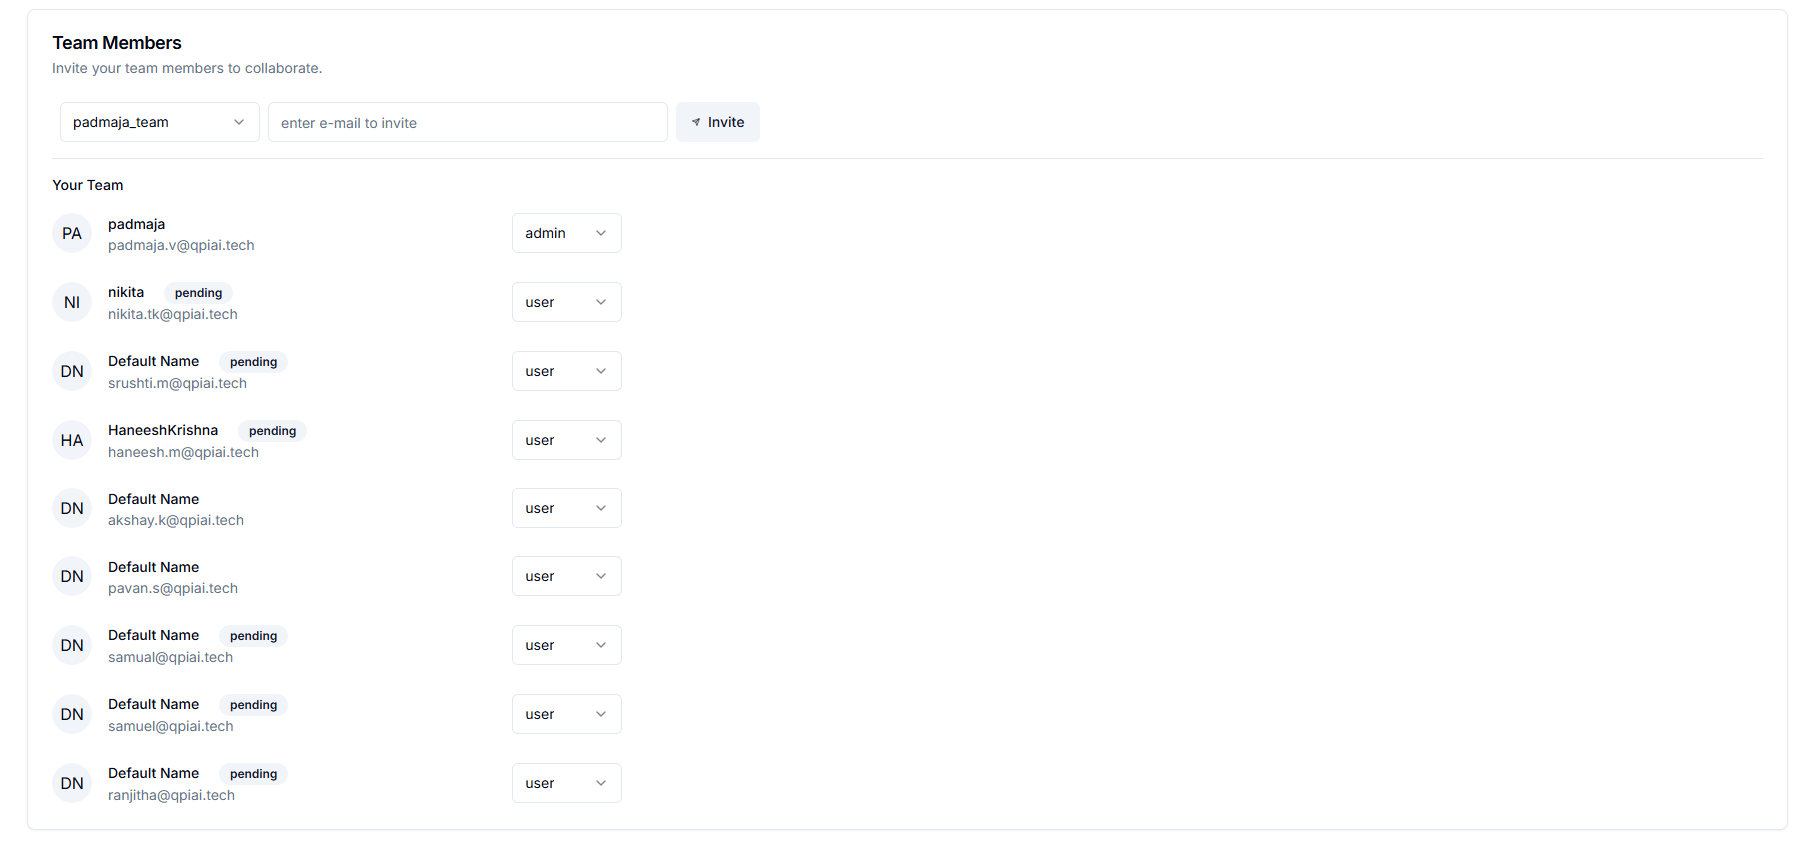 Team Members
Invite your team members to collaborate.
padmaja_team
enter e-mail to invite
Invite
Your Team
PA padmaja admin
padmaja.v@qpiai.tech
NI nikita pending user
nikita.tk@qpiai.tech
DN Default Name pending user
srushti.m@qpiai.tech
HA HaneeshKrishna pending user
haneesh.m@qpiai.tech
DN Default Name user
akshay.k@qpiai.tech
DN Default Name user
pavan.s@qpiai.tech
DN Default Name pending user
samual@qpiai.tech
DN Default Name pending user
samuel@qpiai.tech
DN Default Name pending user
ranjitha@qpiai.tech